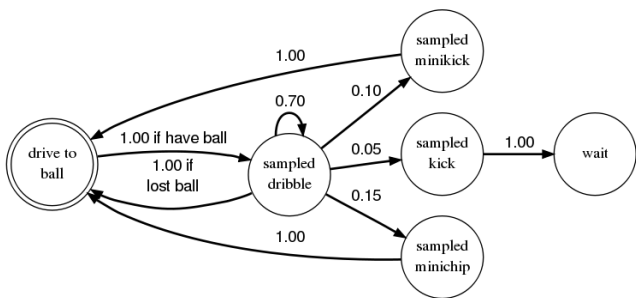 sampled
minikick
1.00
0.70
0.10
1.00 if have ball
drive to
ball
1.00 if
lost ball
sampled
dribble
0.05
sampled
kick
1.00
wait
0.15
1.00
sampled
minichip